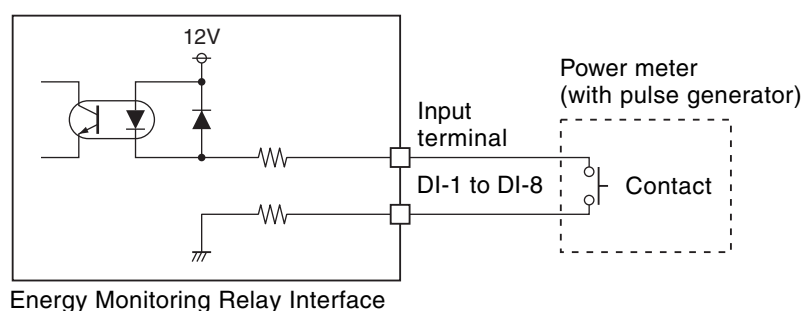 12V
Power meter
(with pulse generator)
Input
terminal
DI-1 to DI-8
Contact
Energy Monitoring Relay Interface